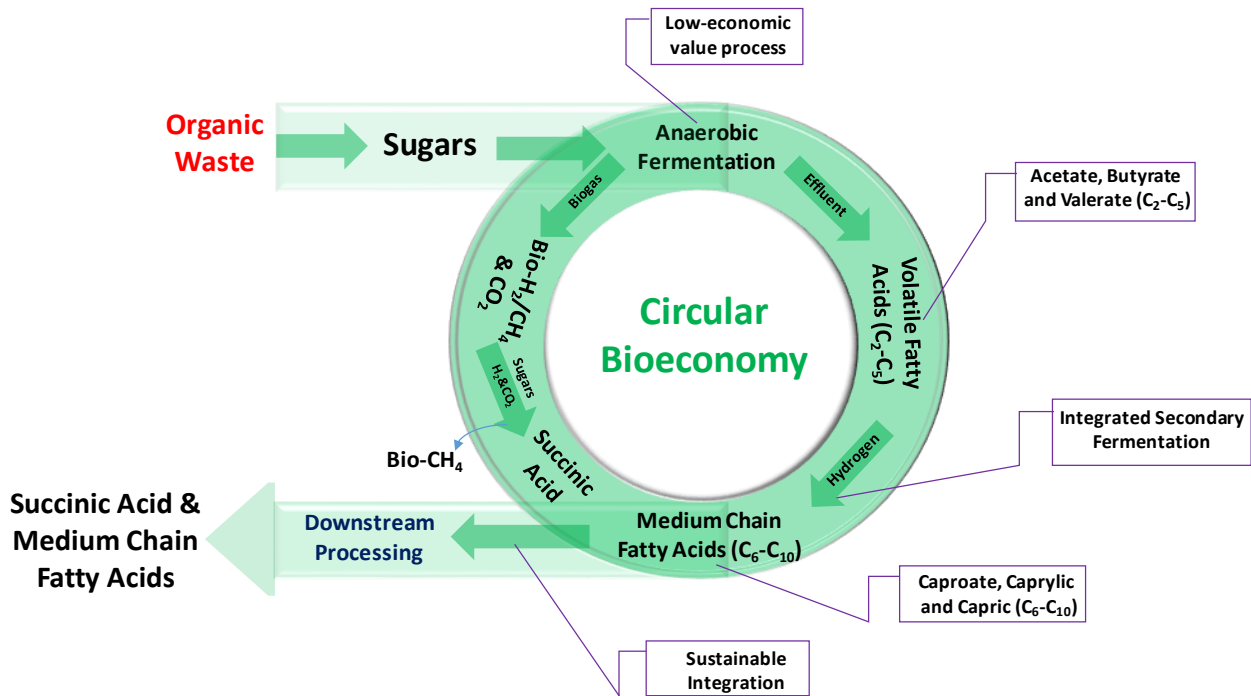 Low-economic
value process
Organic
Waste
Sugars
Anaerobic
Fermentation
Biogas
Effluent
Acetate, Butyrate
and Valerate (C₂-C₅)
Bio-H₂/CH₄
& CO₂
Volatile Fatty
Acids (C₂-C₅)
Circular
Bioeconomy
Sugars
H₂&CO₂
Integrated Secondary
Fermentation
Hydrogen
Bio-CH₄
Succinic
Acid
Succinic Acid &
Medium Chain
Fatty Acids
Downstream
Processing
Medium Chain
Fatty Acids (C₆-C₁₀)
Caproate, Caprylic
and Capric (C₆-C₁₀)
Sustainable
Integration